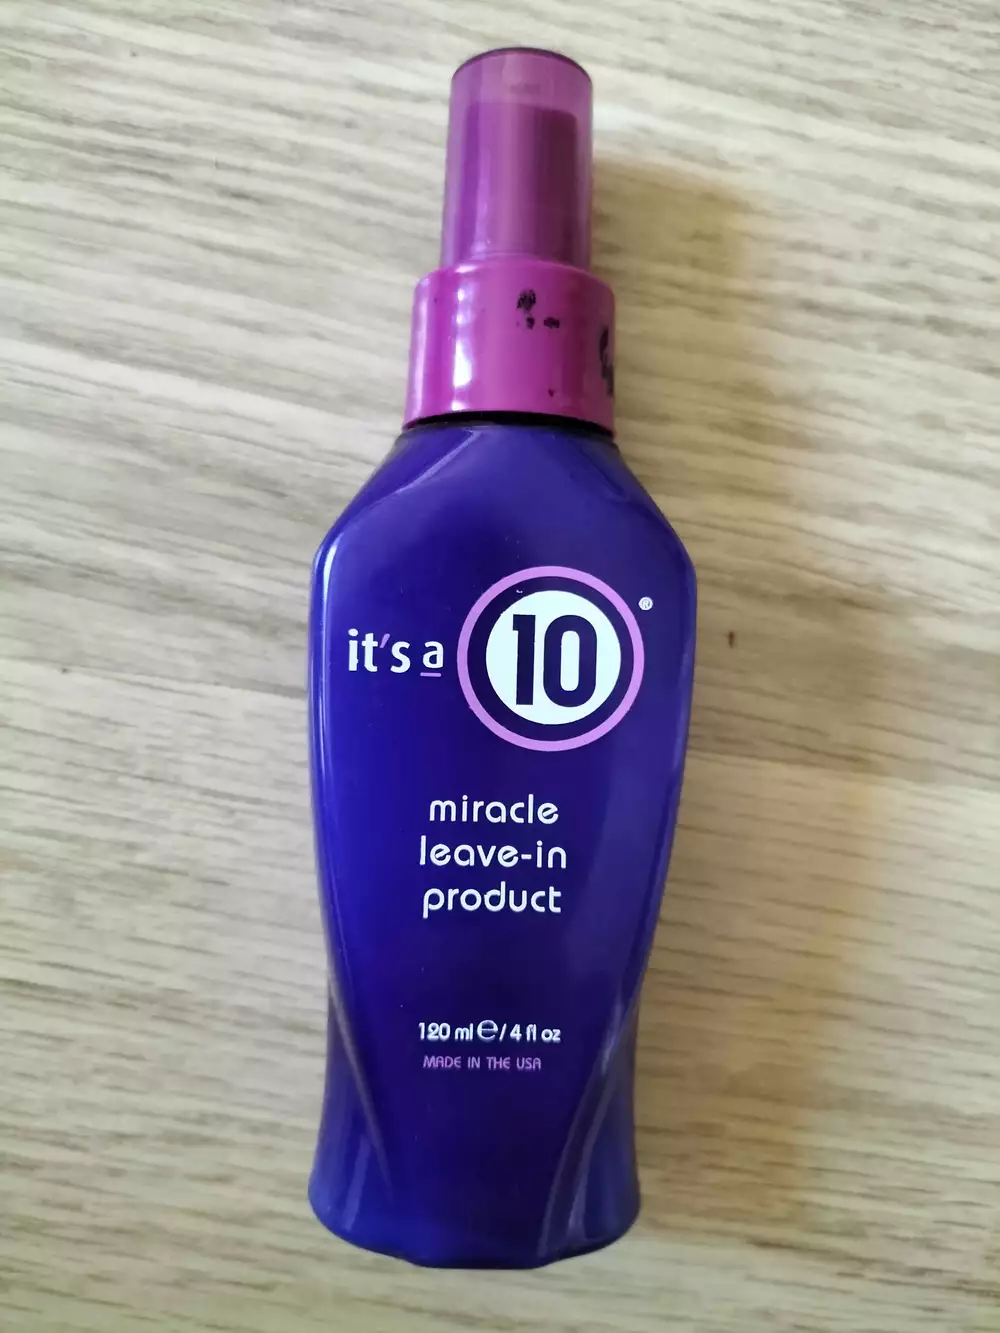 it's a 10®
miracle
leave-in
product
120 ml ℮/4 fl oz
MADE IN THE USA